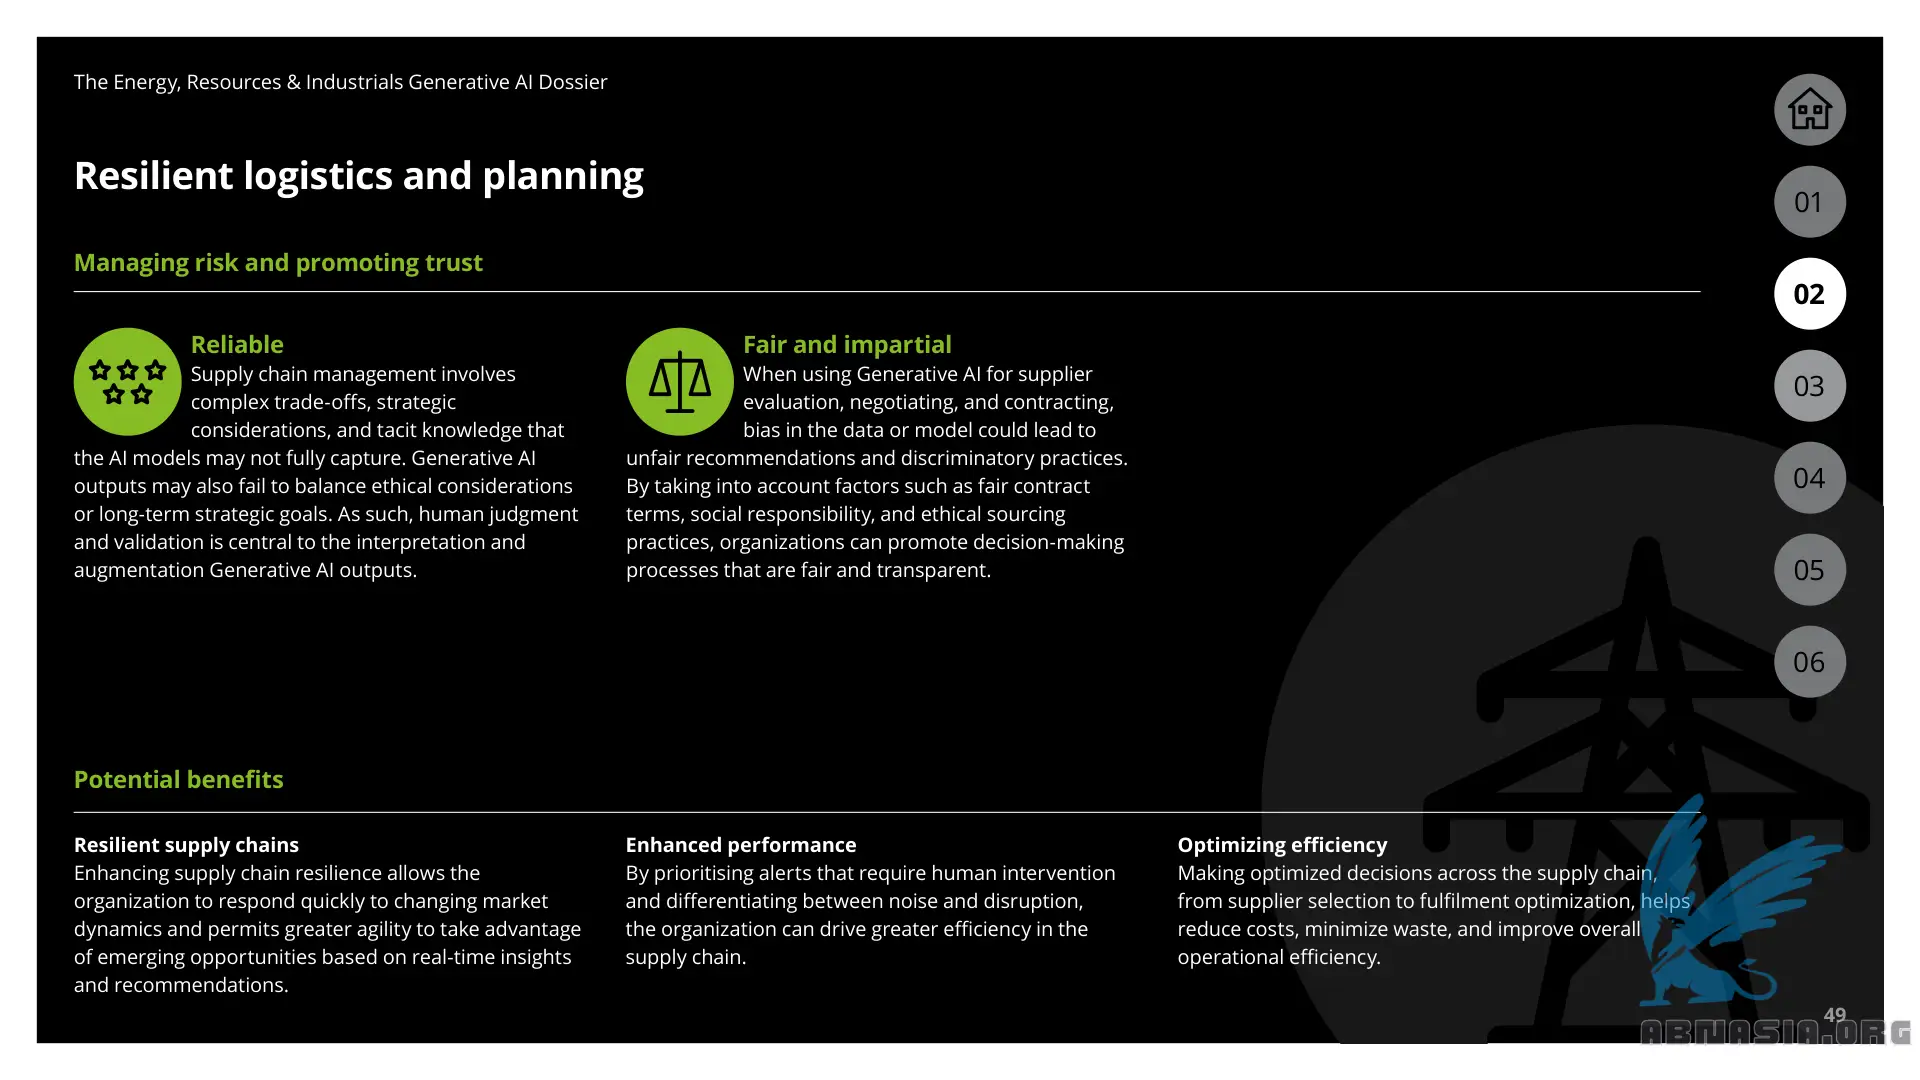 The Energy, Resources & Industrials Generative AI Dossier
Resilient logistics and planning
Managing risk and promoting trust
Reliable
Supply chain management involves
complex trade-offs, strategic
considerations, and tacit knowledge that
the AI models may not fully capture. Generative AI
outputs may also fail to balance ethical considerations
or long-term strategic goals. As such, human judgment
and validation is central to the interpretation and
augmentation Generative AI outputs.
Fair and impartial
When using Generative AI for supplier
evaluation, negotiating, and contracting,
bias in the data or model could lead to
unfair recommendations and discriminatory practices.
By taking into account factors such as fair contract
terms, social responsibility, and ethical sourcing
practices, organizations can promote decision-making
processes that are fair and transparent.
Potential benefits
Resilient supply chains
Enhancing supply chain resilience allows the
organization to respond quickly to changing market
dynamics and permits greater agility to take advantage
of emerging opportunities based on real-time insights
and recommendations.
Enhanced performance
By prioritising alerts that require human intervention
and differentiating between noise and disruption,
the organization can drive greater efficiency in the
supply chain.
Optimizing efficiency
Making optimized decisions across the supply chain,
from supplier selection to fulfilment optimization, helps
reduce costs, minimize waste, and improve overall
operational efficiency.
01
02
03
04
05
06
49
ABNASIA.ORG